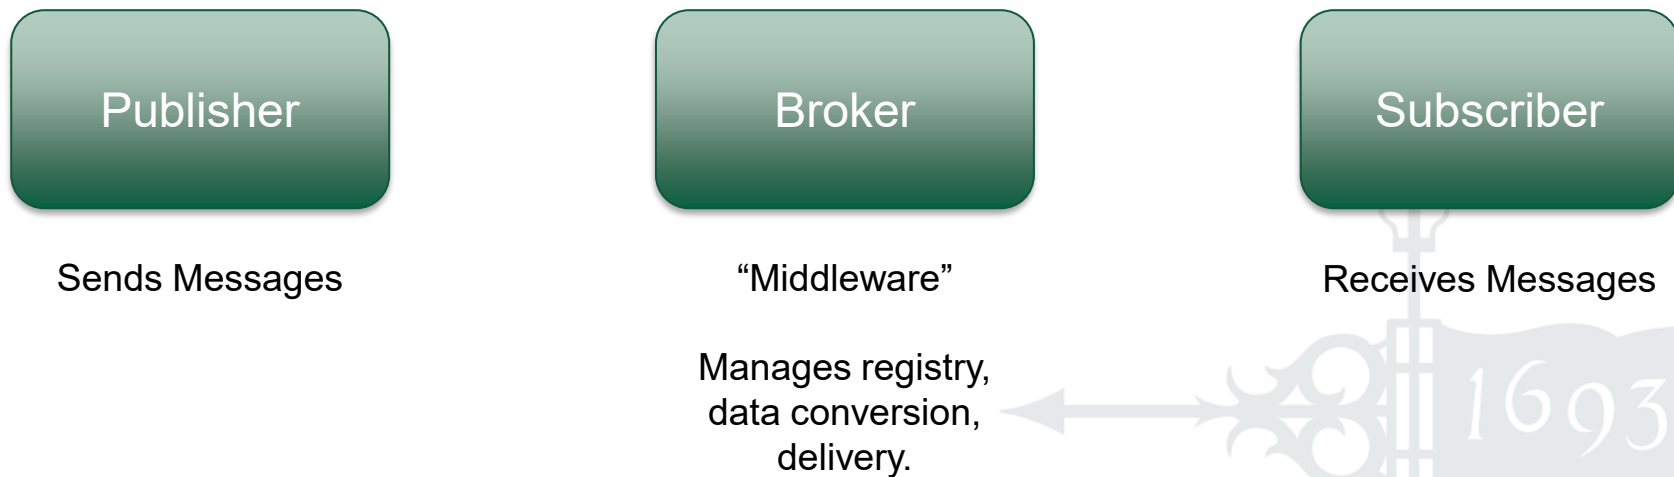 Publisher
Broker
Subscriber
Sends Messages
“Middleware”
Receives Messages
Manages registry,
data conversion,
delivery.
1693